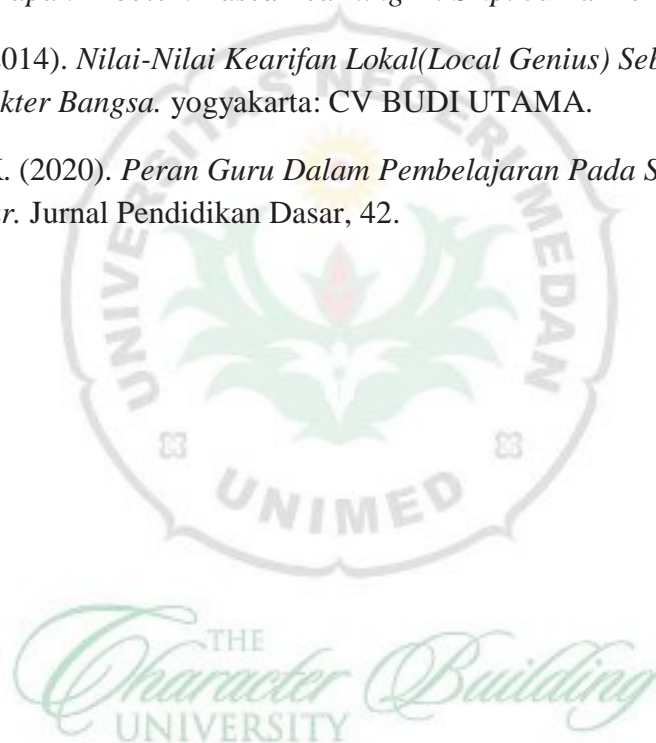 2014). Nilai-Nilai Kearifan Lokal(Local Genius) Seb
kter Bangsa. yogyakarta: CV BUDI UTAMA.
K. (2020). Peran Guru Dalam Pembelajaran Pada S
r. Jurnal Pendidikan Dasar, 42.
UNIVERSITAS NEGERI MEDAN
UNIMED
THE
Character Building
UNIVERSITY